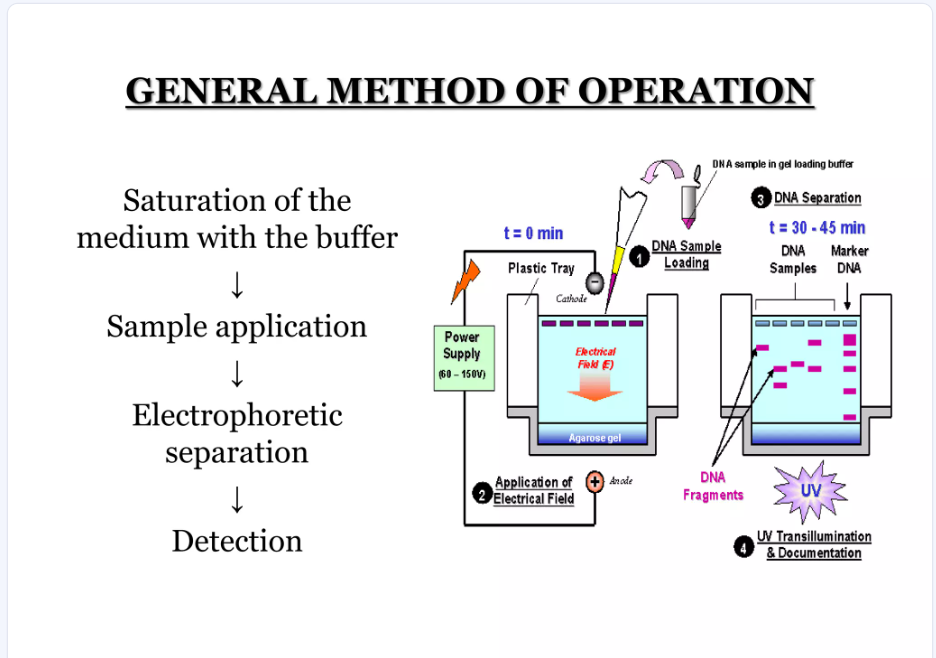 GENERAL METHOD OF OPERATION
Saturation of the
medium with the buffer
↓
Sample application
↓
Electrophoretic
separation
↓
Detection
DNA sample in gel loading buffer
3 DNA Separation
t = 0 min
t = 30 - 45 min
1 DNA Sample
Loading
DNA
Samples
Marker
DNA
Plastic Tray
−
Cathode
Power
Supply
(60 – 150V)
Electrical
Field (E)
Agarose gel
2 Application of
Electrical Field
+ Anode
DNA
Fragments
UV
4 UV Transillumination
& Documentation